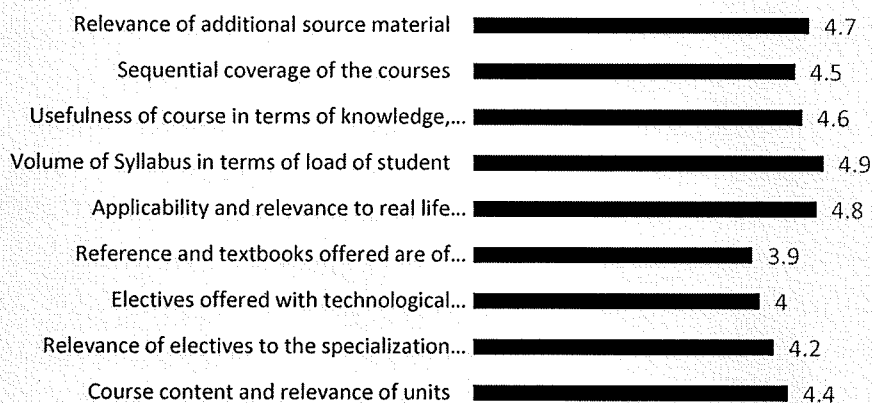 Relevance of additional source material 4.7
Sequential coverage of the courses 4.5
Usefulness of course in terms of knowledge,... 4.6
Volume of Syllabus in terms of load of student 4.9
Applicability and relevance to real life... 4.8
Reference and textbooks offered are of... 3.9
Electives offered with technological... 4
Relevance of electives to the specialization... 4.2
Course content and relevance of units 4.4